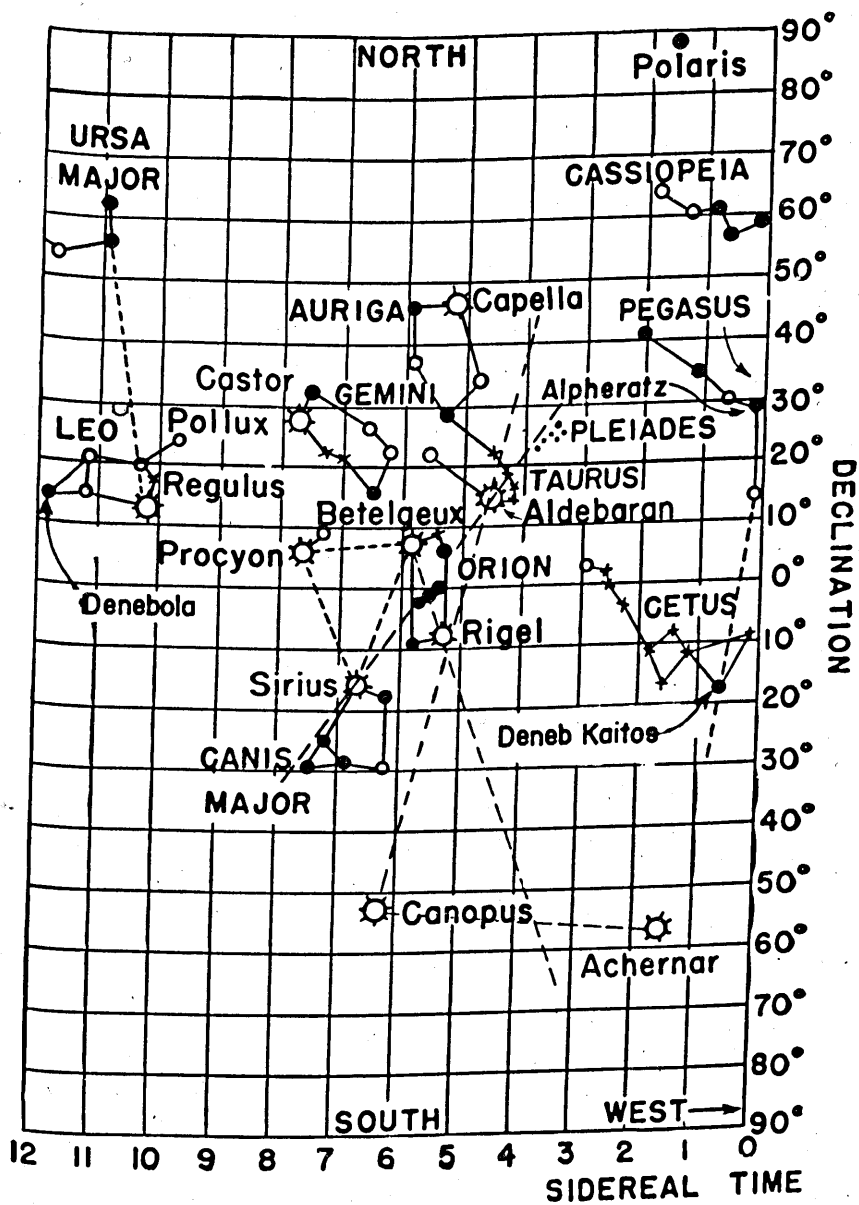 NORTH
90°
Polaris
80°
URSA
MAJOR
70°
CASSIOPEIA
60°
50°
AURIGA
Capella
PEGASUS
40°
Castor
GEMINI
Alpheratz
30°
LEO
Pollux
PLEIADES
20°
Regulus
TAURUS
Betelgeux
Aldebaran
10°
Procyon
ORION
0°
Denebola
CETUS
Rigel
10°
Sirius
20°
Deneb Kaitos
CANIS
MAJOR
30°
40°
50°
Canopus
60°
Achernar
70°
80°
SOUTH
WEST
90°
DECLINATION
12 11 10 9 8 7 6 5 4 3 2 1 0
SIDEREAL TIME